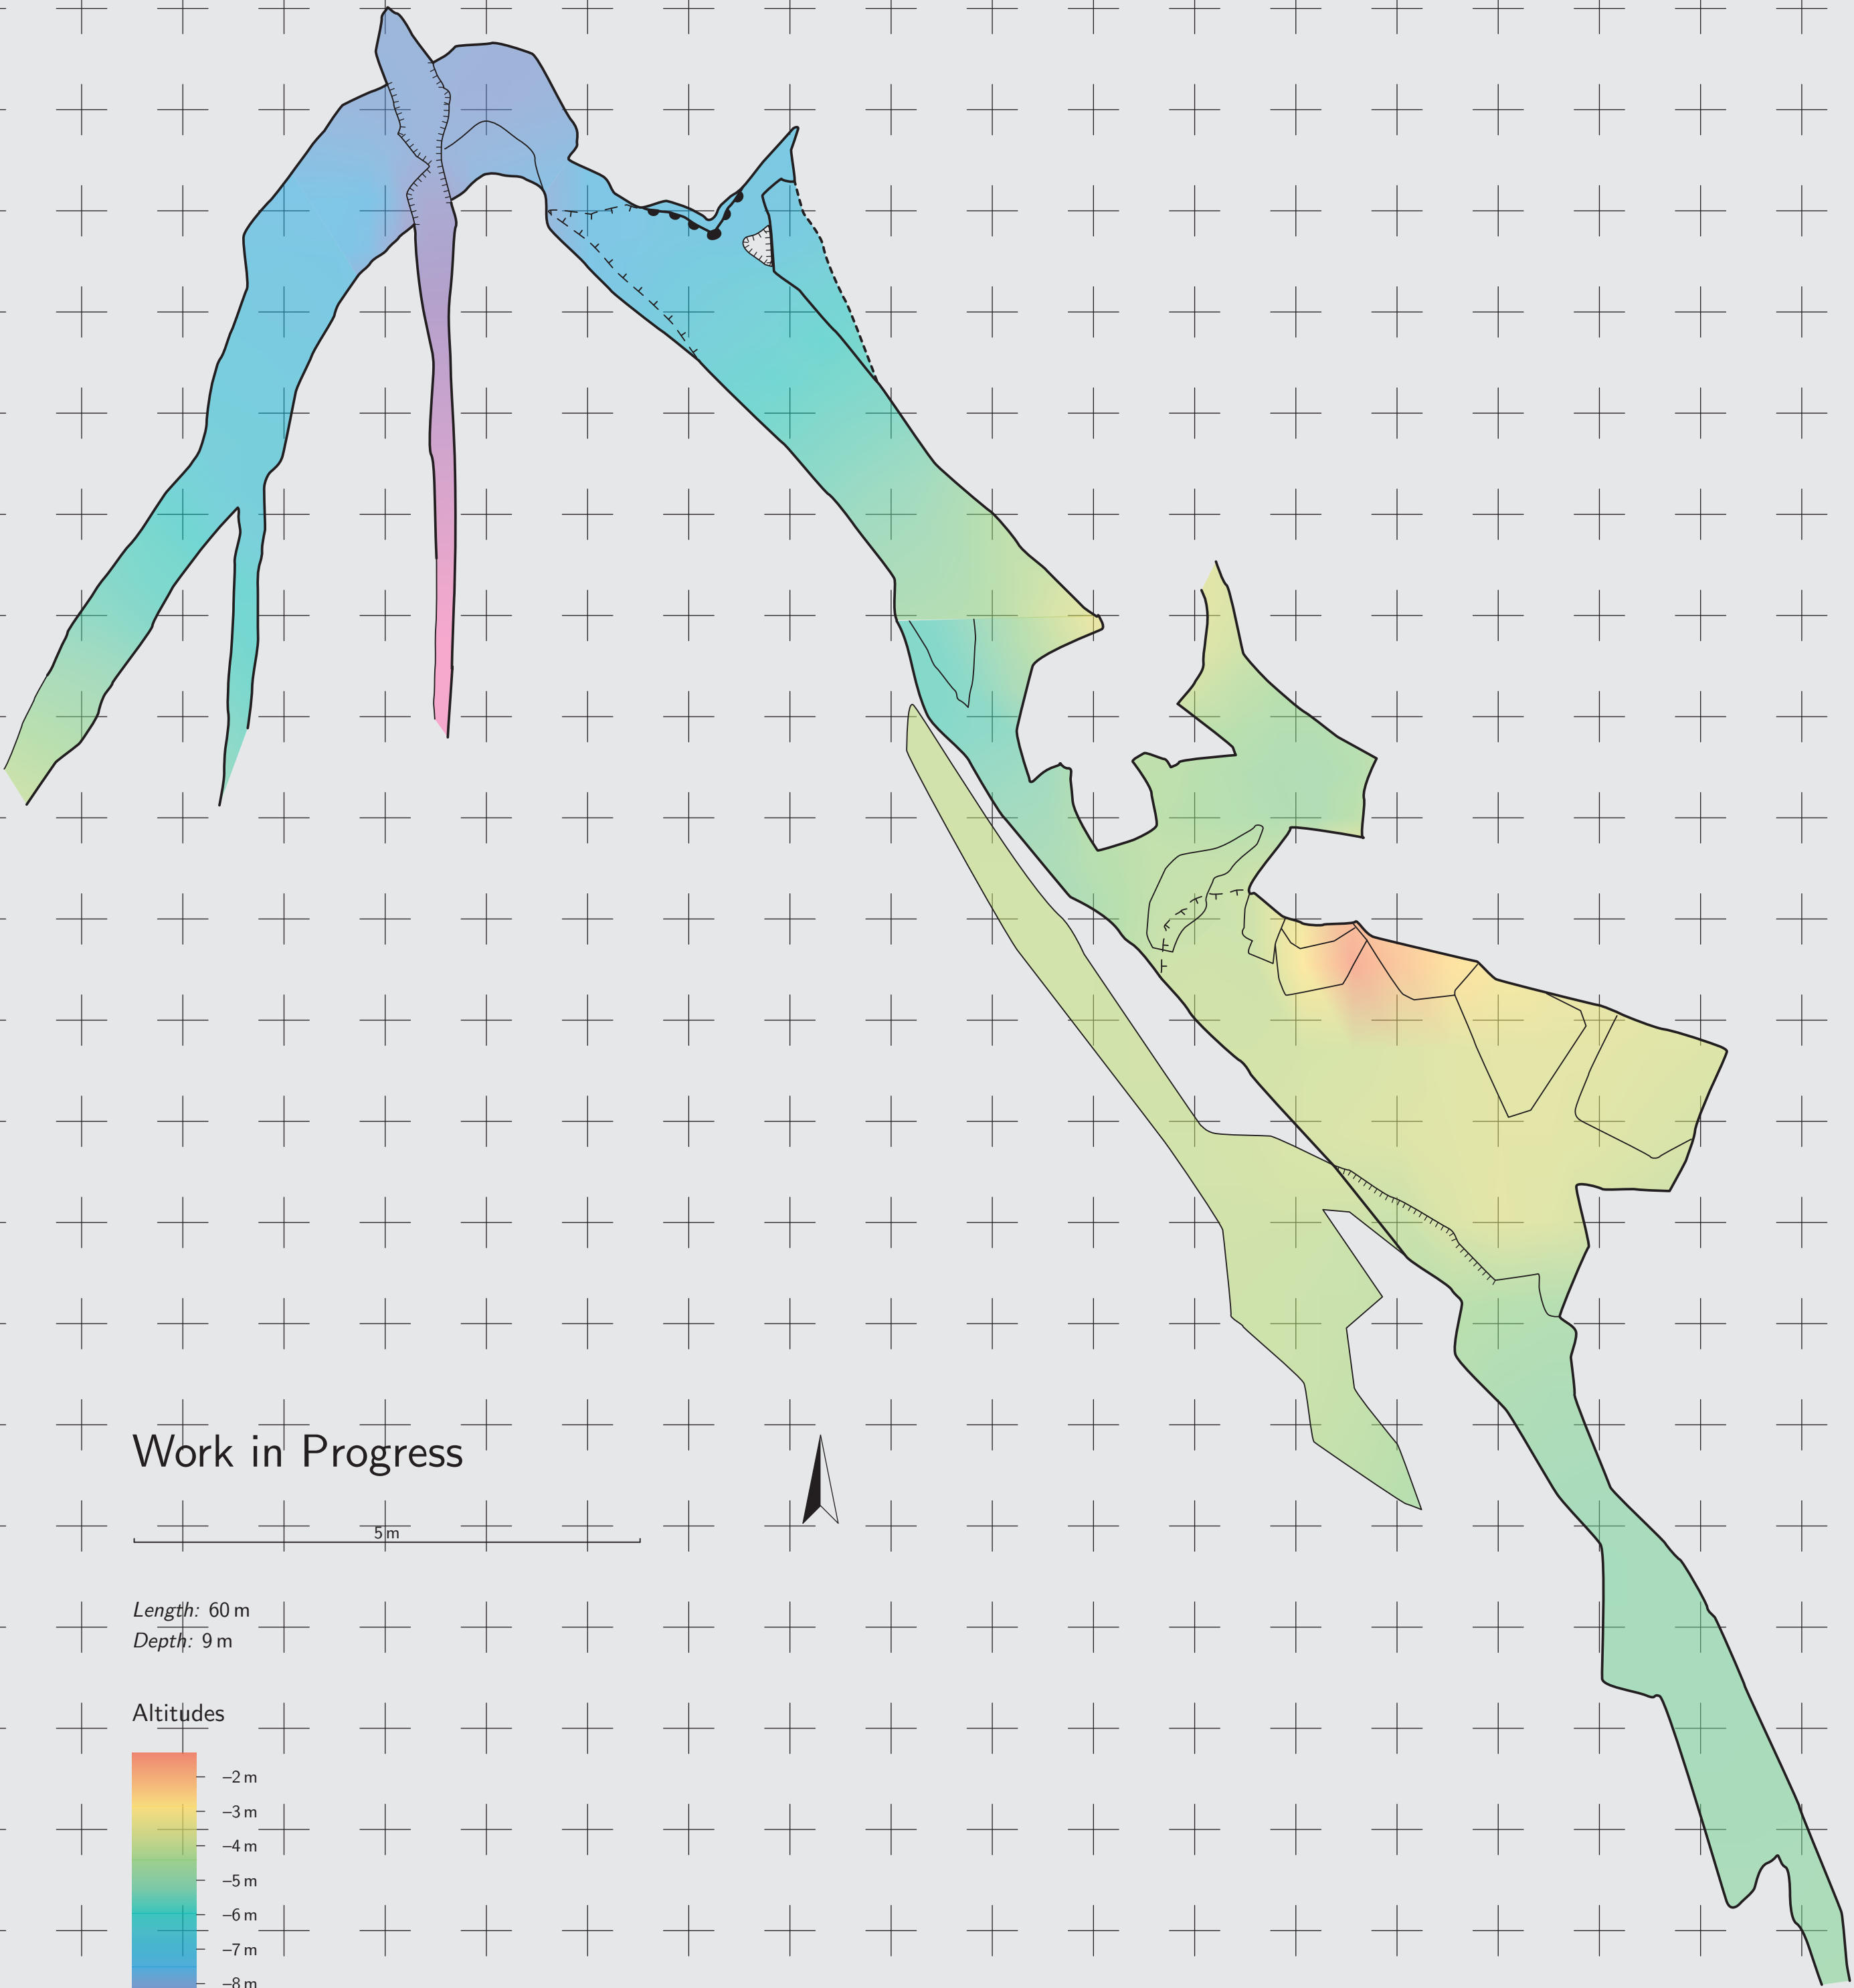 Work in Progress
5 m
Length: 60 m
Depth: 9 m
Altitudes
–2 m
–3 m
–4 m
–5 m
–6 m
–7 m
–8 m